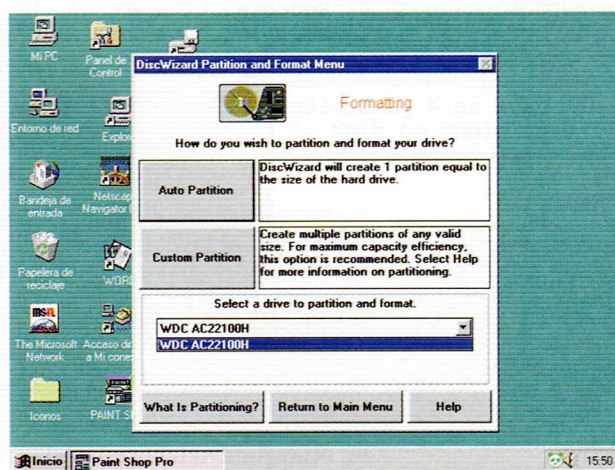 Mi PC
Panel de
Control
Entorno de red
Explor
Bandeja de
entrada
Netscap
Navigator
Papelera de
reciclaje
WORD
The Microsoft
Network
Acceso dir
a Mi cone
Iconos
PAINT S
DiscWizard Partition and Format Menu
Formatting
How do you wish to partition and format your drive?
Auto Partition
DiscWizard will create 1 partition equal to
the size of the hard drive.
Custom Partition
Create multiple partitions of any valid
size. For maximum capacity efficiency,
this option is recommended. Select Help
for more information on partitioning.
Select a drive to partition and format.
WDC AC22100H
WDC AC22100H
What Is Partitioning?
Return to Main Menu
Help
Inicio
Paint Shop Pro
15:50